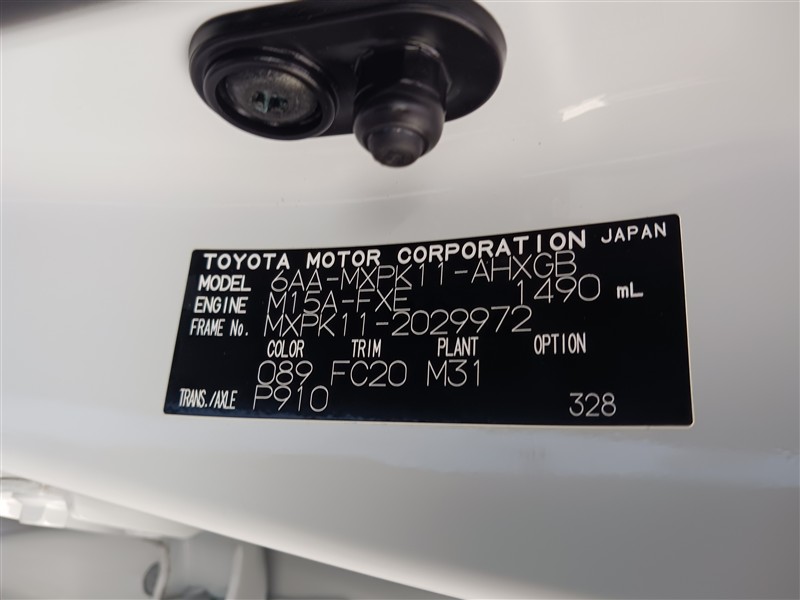 TOYOTA MOTOR CORPORATION JAPAN
MODEL 6AA-MXPK11-AHXGB
ENGINE M15A-FXE 1490 mL
FRAME No. MXPK11-2029972
COLOR TRIM PLANT OPTION
089 FC20 M31
TRANS./AXLE P910 328